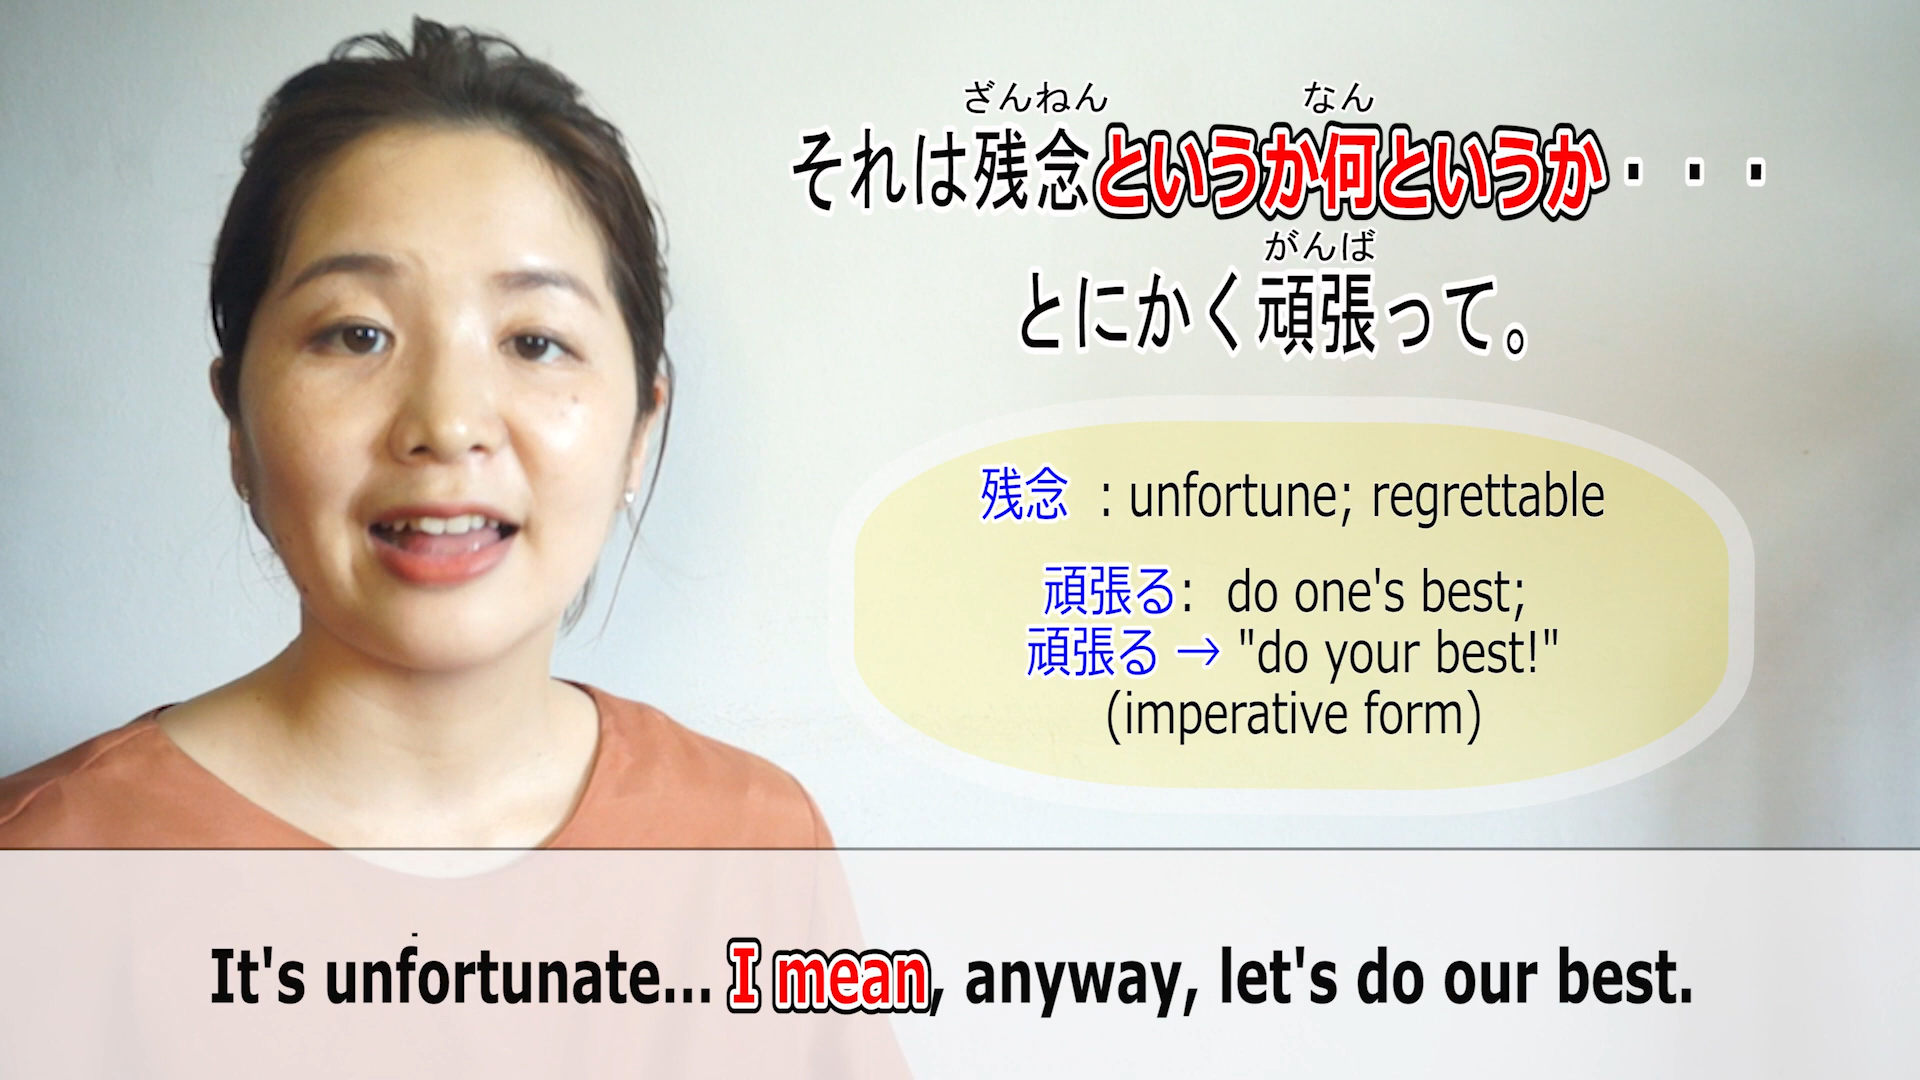 ざんねん なん
それは残念というか何というか・・・
がんば
とにかく頑張って。
残念 : unfortune; regrettable
頑張る: do one's best;
頑張る → "do your best!"
(imperative form)
It's unfortunate... I mean, anyway, let's do our best.